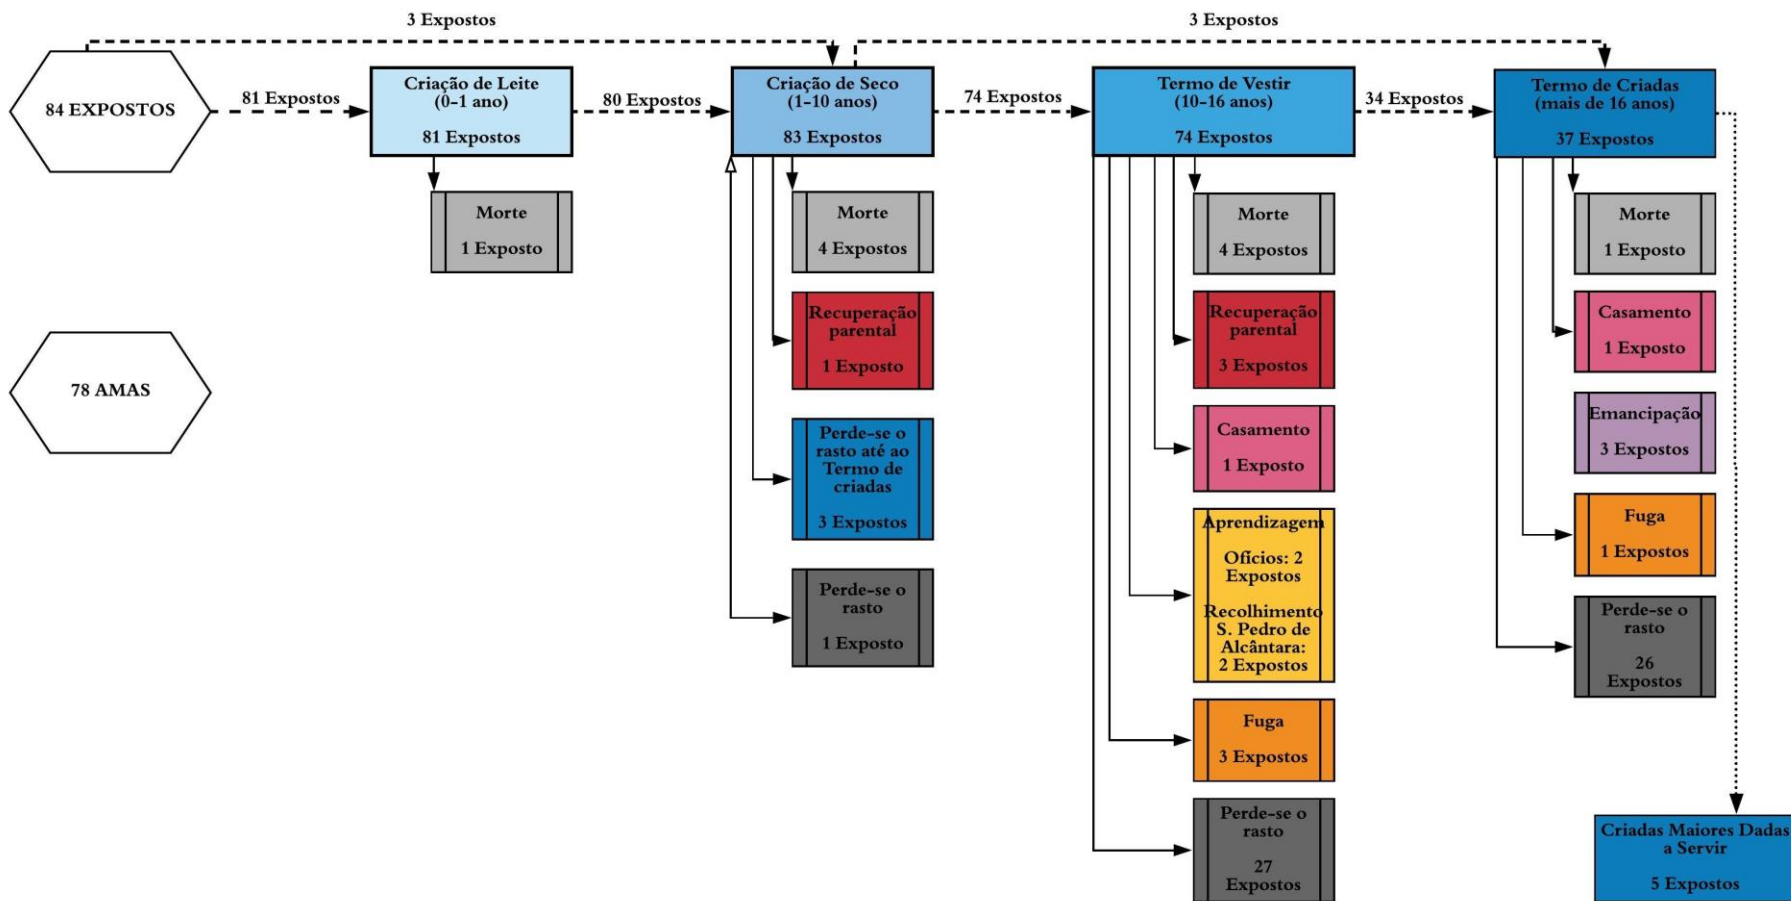 3 Expostos
3 Expostos
84 EXPOSTOS
81 Expostos
Criação de Leite
(0-1 ano)
81 Expostos
80 Expostos
Criação de Seco
(1-10 anos)
83 Expostos
74 Expostos
Termo de Vestir
(10-16 anos)
74 Expostos
34 Expostos
Termo de Criadas
(mais de 16 anos)
37 Expostos
78 AMAS
Morte
1 Exposto
Morte
4 Expostos
Recuperação
parental
1 Exposto
Perde-se o
rasto até ao
Termo de
criadas
3 Expostos
Perde-se o
rasto
1 Exposto
Morte
4 Expostos
Recuperação
parental
3 Expostos
Casamento
1 Exposto
Aprendizagem
Ofícios: 2
Expostos
Recolhimento
S. Pedro de
Alcântara:
2 Expostos
Fuga
3 Expostos
Perde-se o
rasto
27
Expostos
Morte
1 Exposto
Casamento
1 Exposto
Emancipação
3 Expostos
Fuga
1 Expostos
Perde-se o
rasto
26
Expostos
Criadas Maiores Dadas
a Servir
5 Expostos